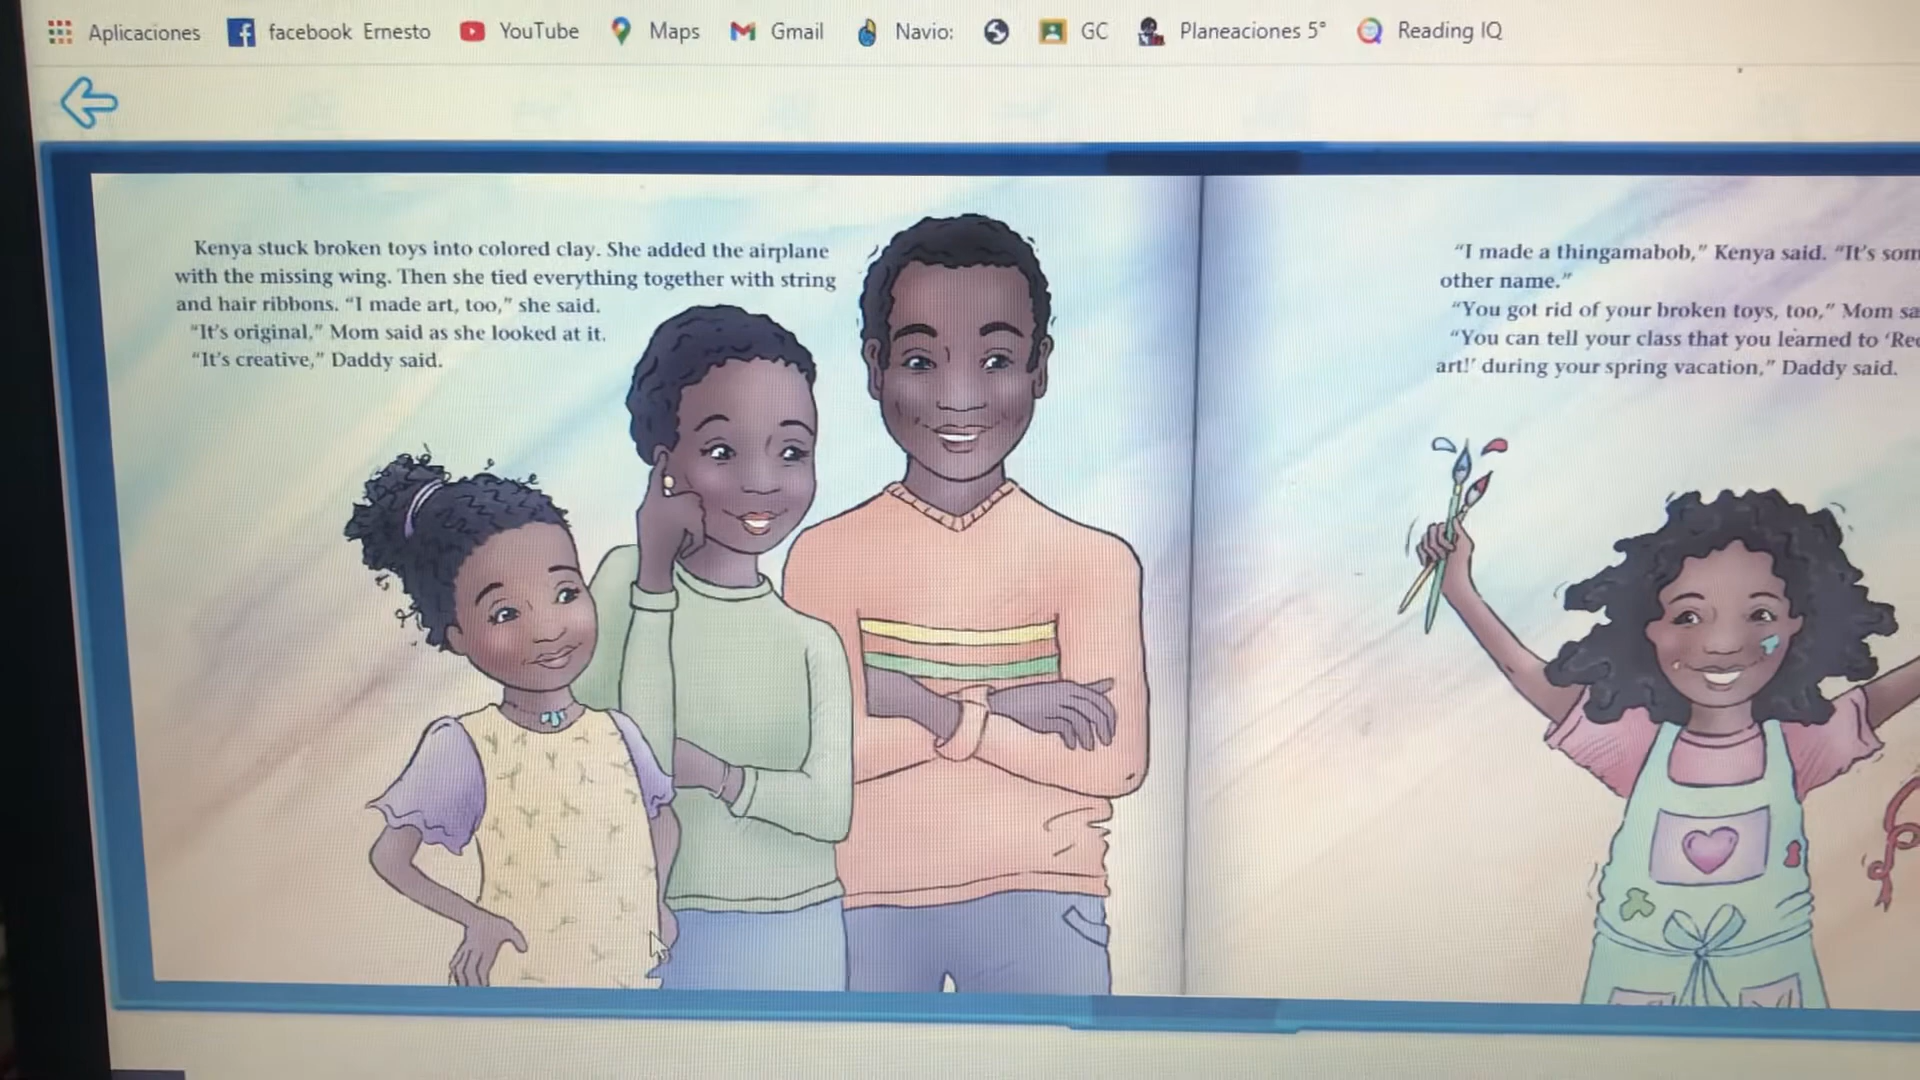 Aplicaciones facebook Ernesto YouTube Maps Gmail Navio: GC Planeaciones 5° Reading IQ
Kenya stuck broken toys into colored clay. She added the airplane
with the missing wing. Then she tied everything together with string
and hair ribbons. “I made art, too,” she said.
“It’s original,” Mom said as she looked at it.
“It’s creative,” Daddy said.
“I made a thingamabob,” Kenya said. “It’s
other name.”
“You got rid of your broken toys, too,” Mom
“You can tell your class that you learned to
art!’ during your spring vacation,” Daddy said.